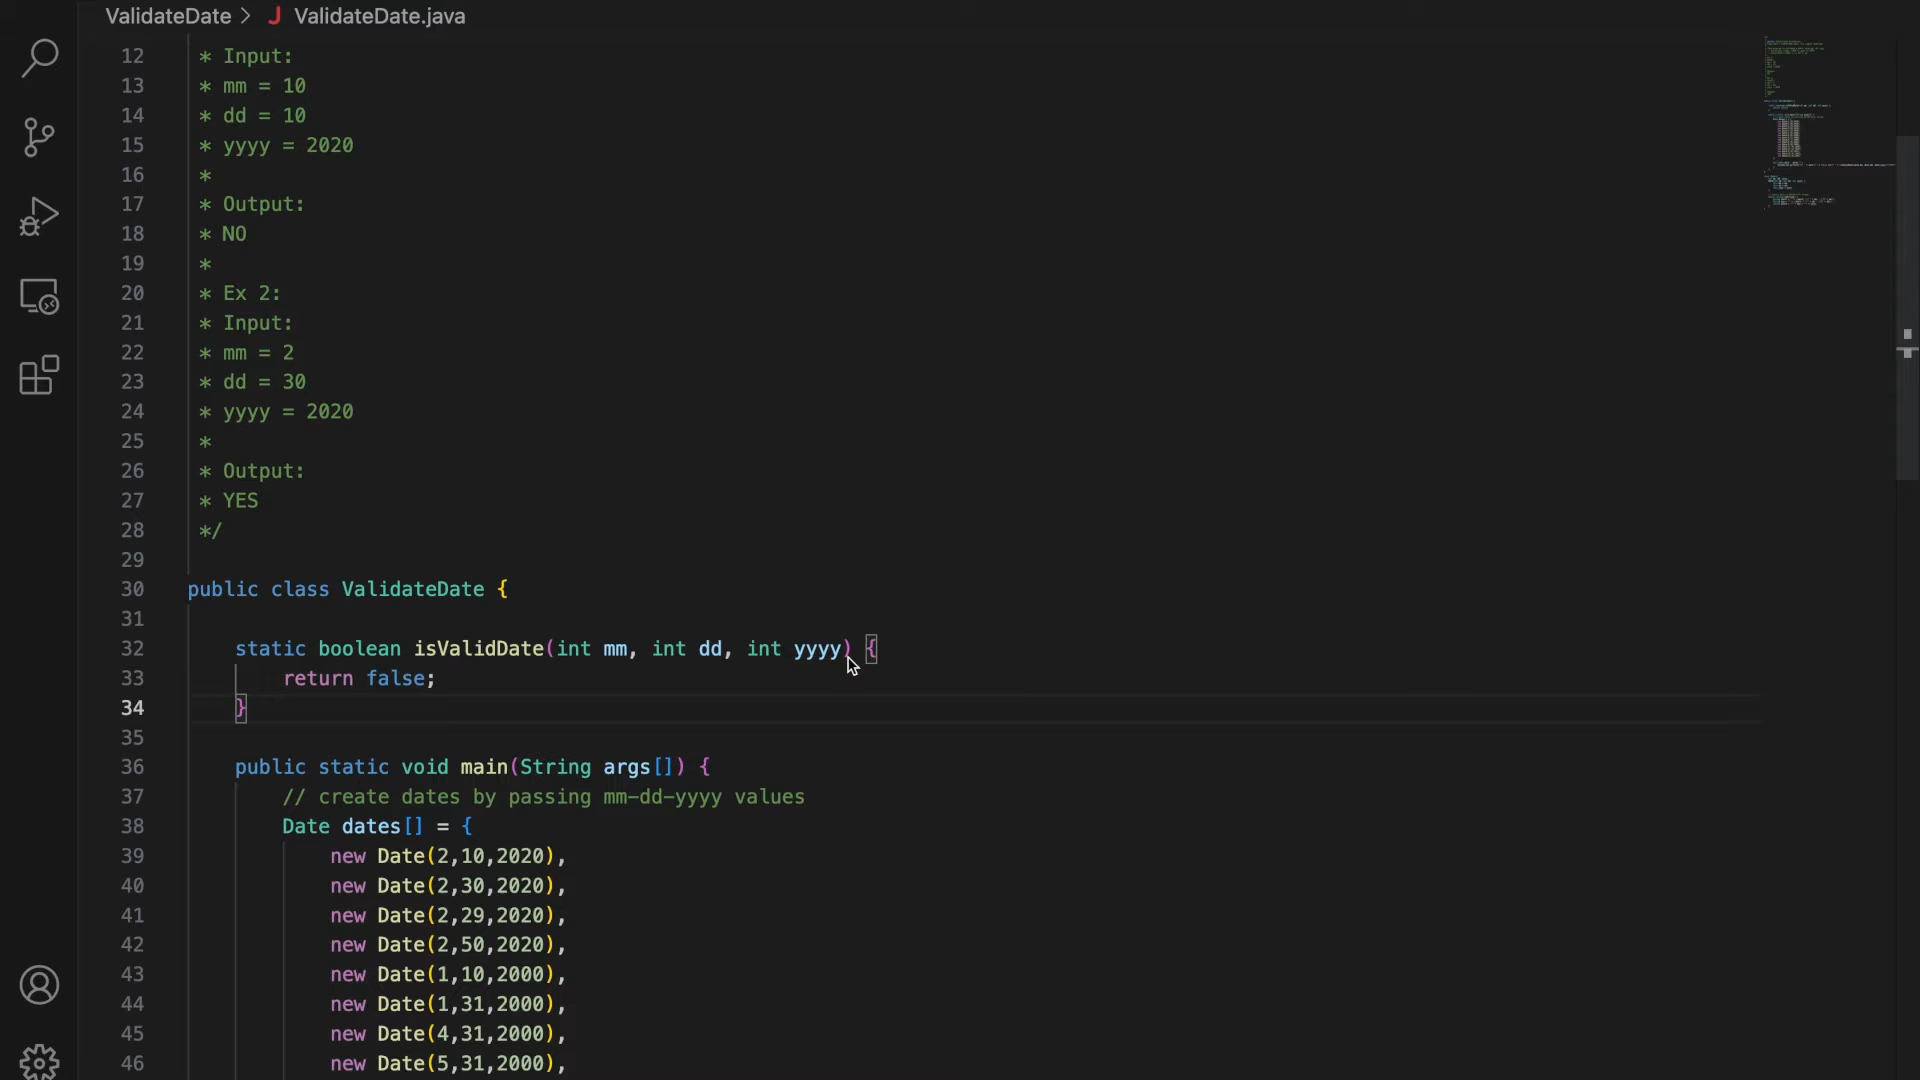 ValidateDate > J ValidateDate.java
12 * Input:
13 * mm = 10
14 * dd = 10
15 * yyyy = 2020
16 *
17 * Output:
18 * NO
19 *
20 * Ex 2:
21 * Input:
22 * mm = 2
23 * dd = 30
24 * yyyy = 2020
25 *
26 * Output:
27 * YES
28 */
29
30 public class ValidateDate {
31
32 static boolean isValidDate(int mm, int dd, int yyyy) {
33 return false;
34 }
35
36 public static void main(String args[]) {
37 // create dates by passing mm-dd-yyyy values
38 Date dates[] = {
39 new Date(2,10,2020),
40 new Date(2,30,2020),
41 new Date(2,29,2020),
42 new Date(2,50,2020),
43 new Date(1,10,2000),
44 new Date(1,31,2000),
45 new Date(4,31,2000),
46 new Date(5,31,2000),